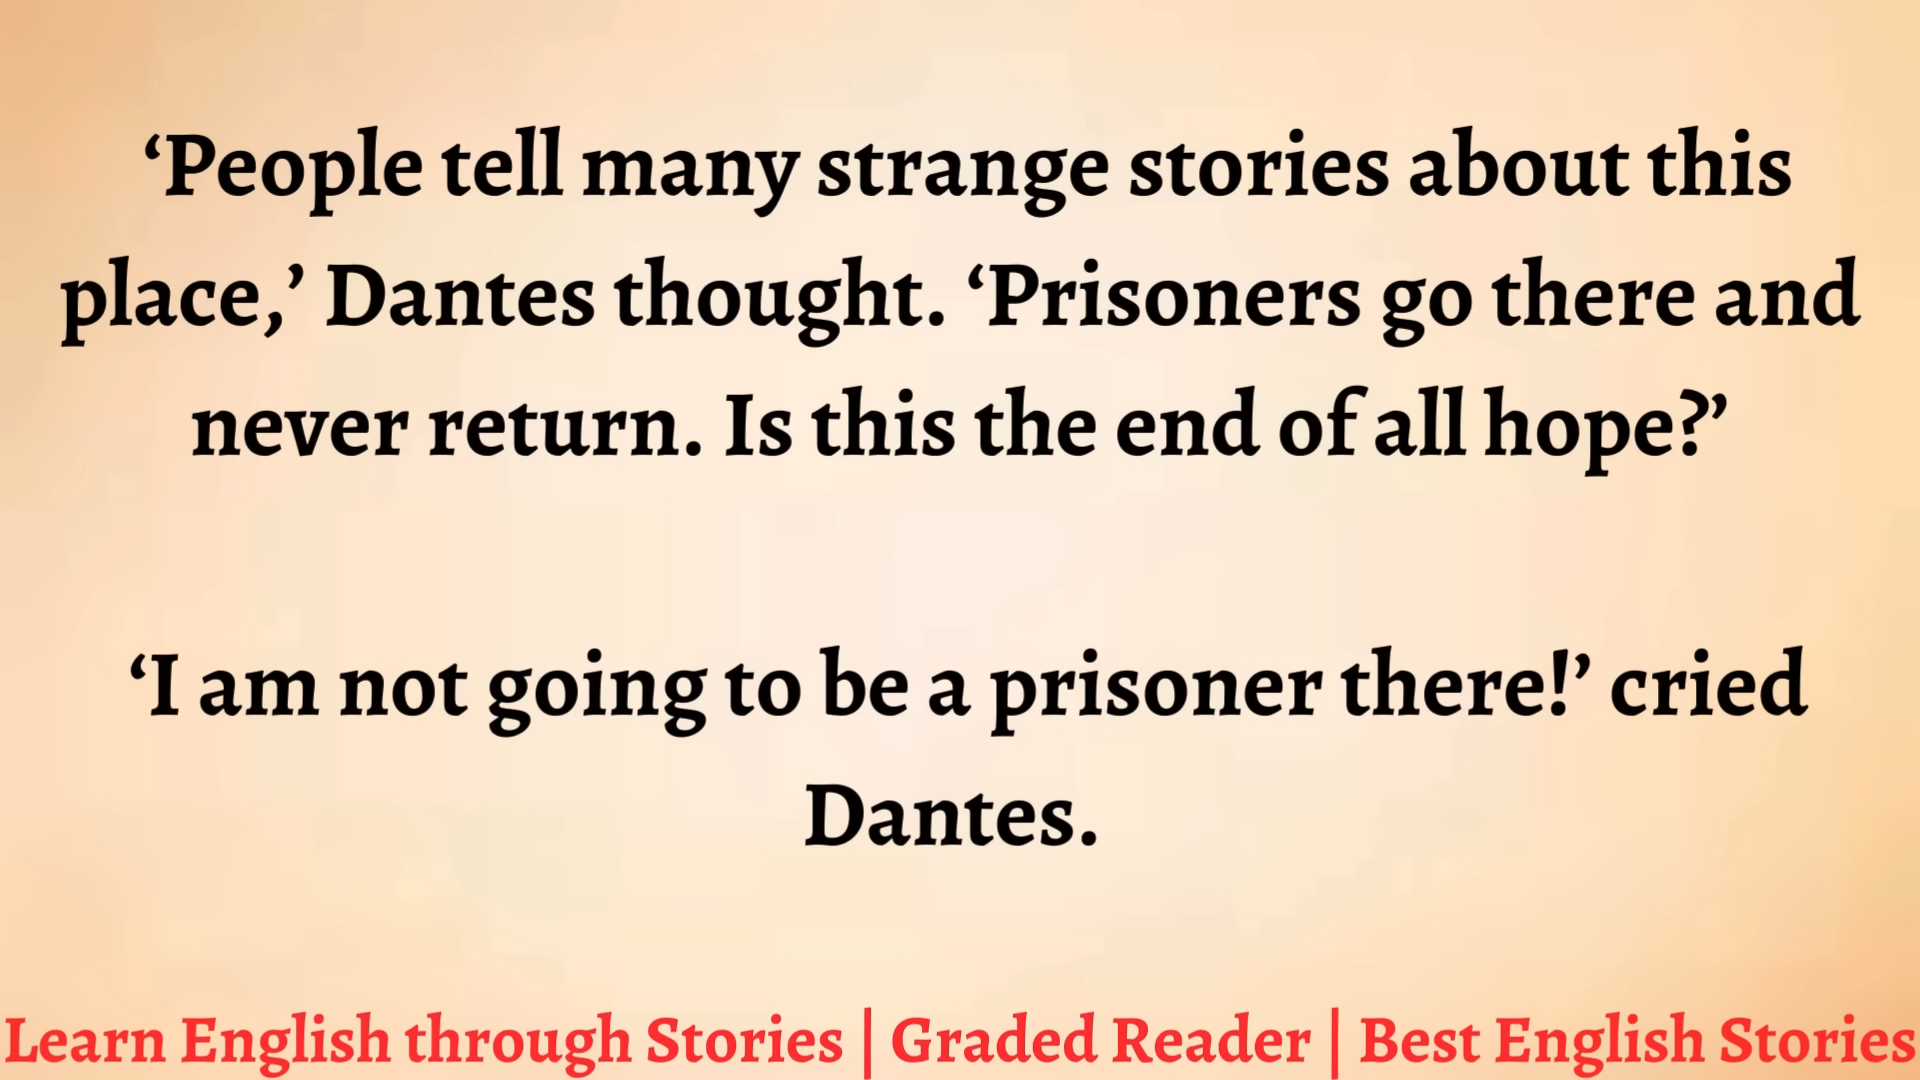 ‘People tell many strange stories about this
place,’ Dantes thought. ‘Prisoners go there and
never return. Is this the end of all hope?’
‘I am not going to be a prisoner there!’ cried
Dantes.
Learn English through Stories | Graded Reader | Best English Stories